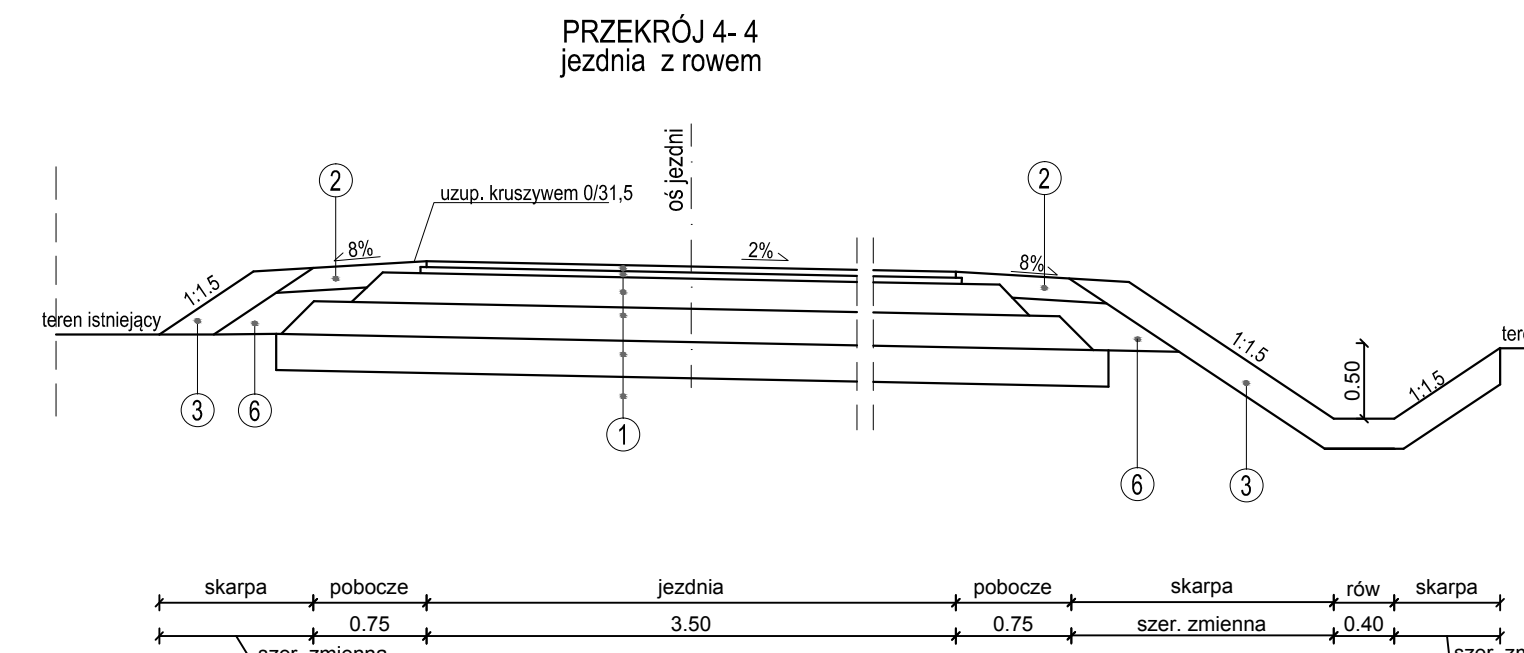 PRZEKRÓJ 4- 4
jezdnia z rowem
oś jezdni
2
2
uzup. kruszywem 0/31,5
8%
2%
8%
1:1.5
teren istniejący
1:1.5
0.50
1:1.5
3
6
1
6
3
skarpa pobocze jezdnia pobocze skarpa rów skarpa
0.75 3.50 0.75 szer. zmienna 0.40
szer. zmienna